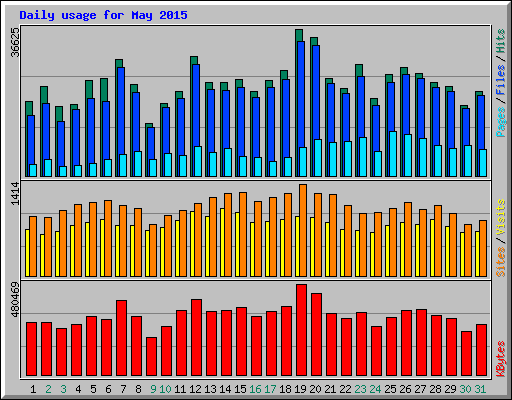 Daily usage for May 2015
36625
Pages/Files/Hits
1414
Sites/Visits
480469
KBytes
1 2 3 4 5 6 7 8 9 10 11 12 13 14 15 16 17 18 19 20 21 22 23 24 25 26 27 28 29 30 31